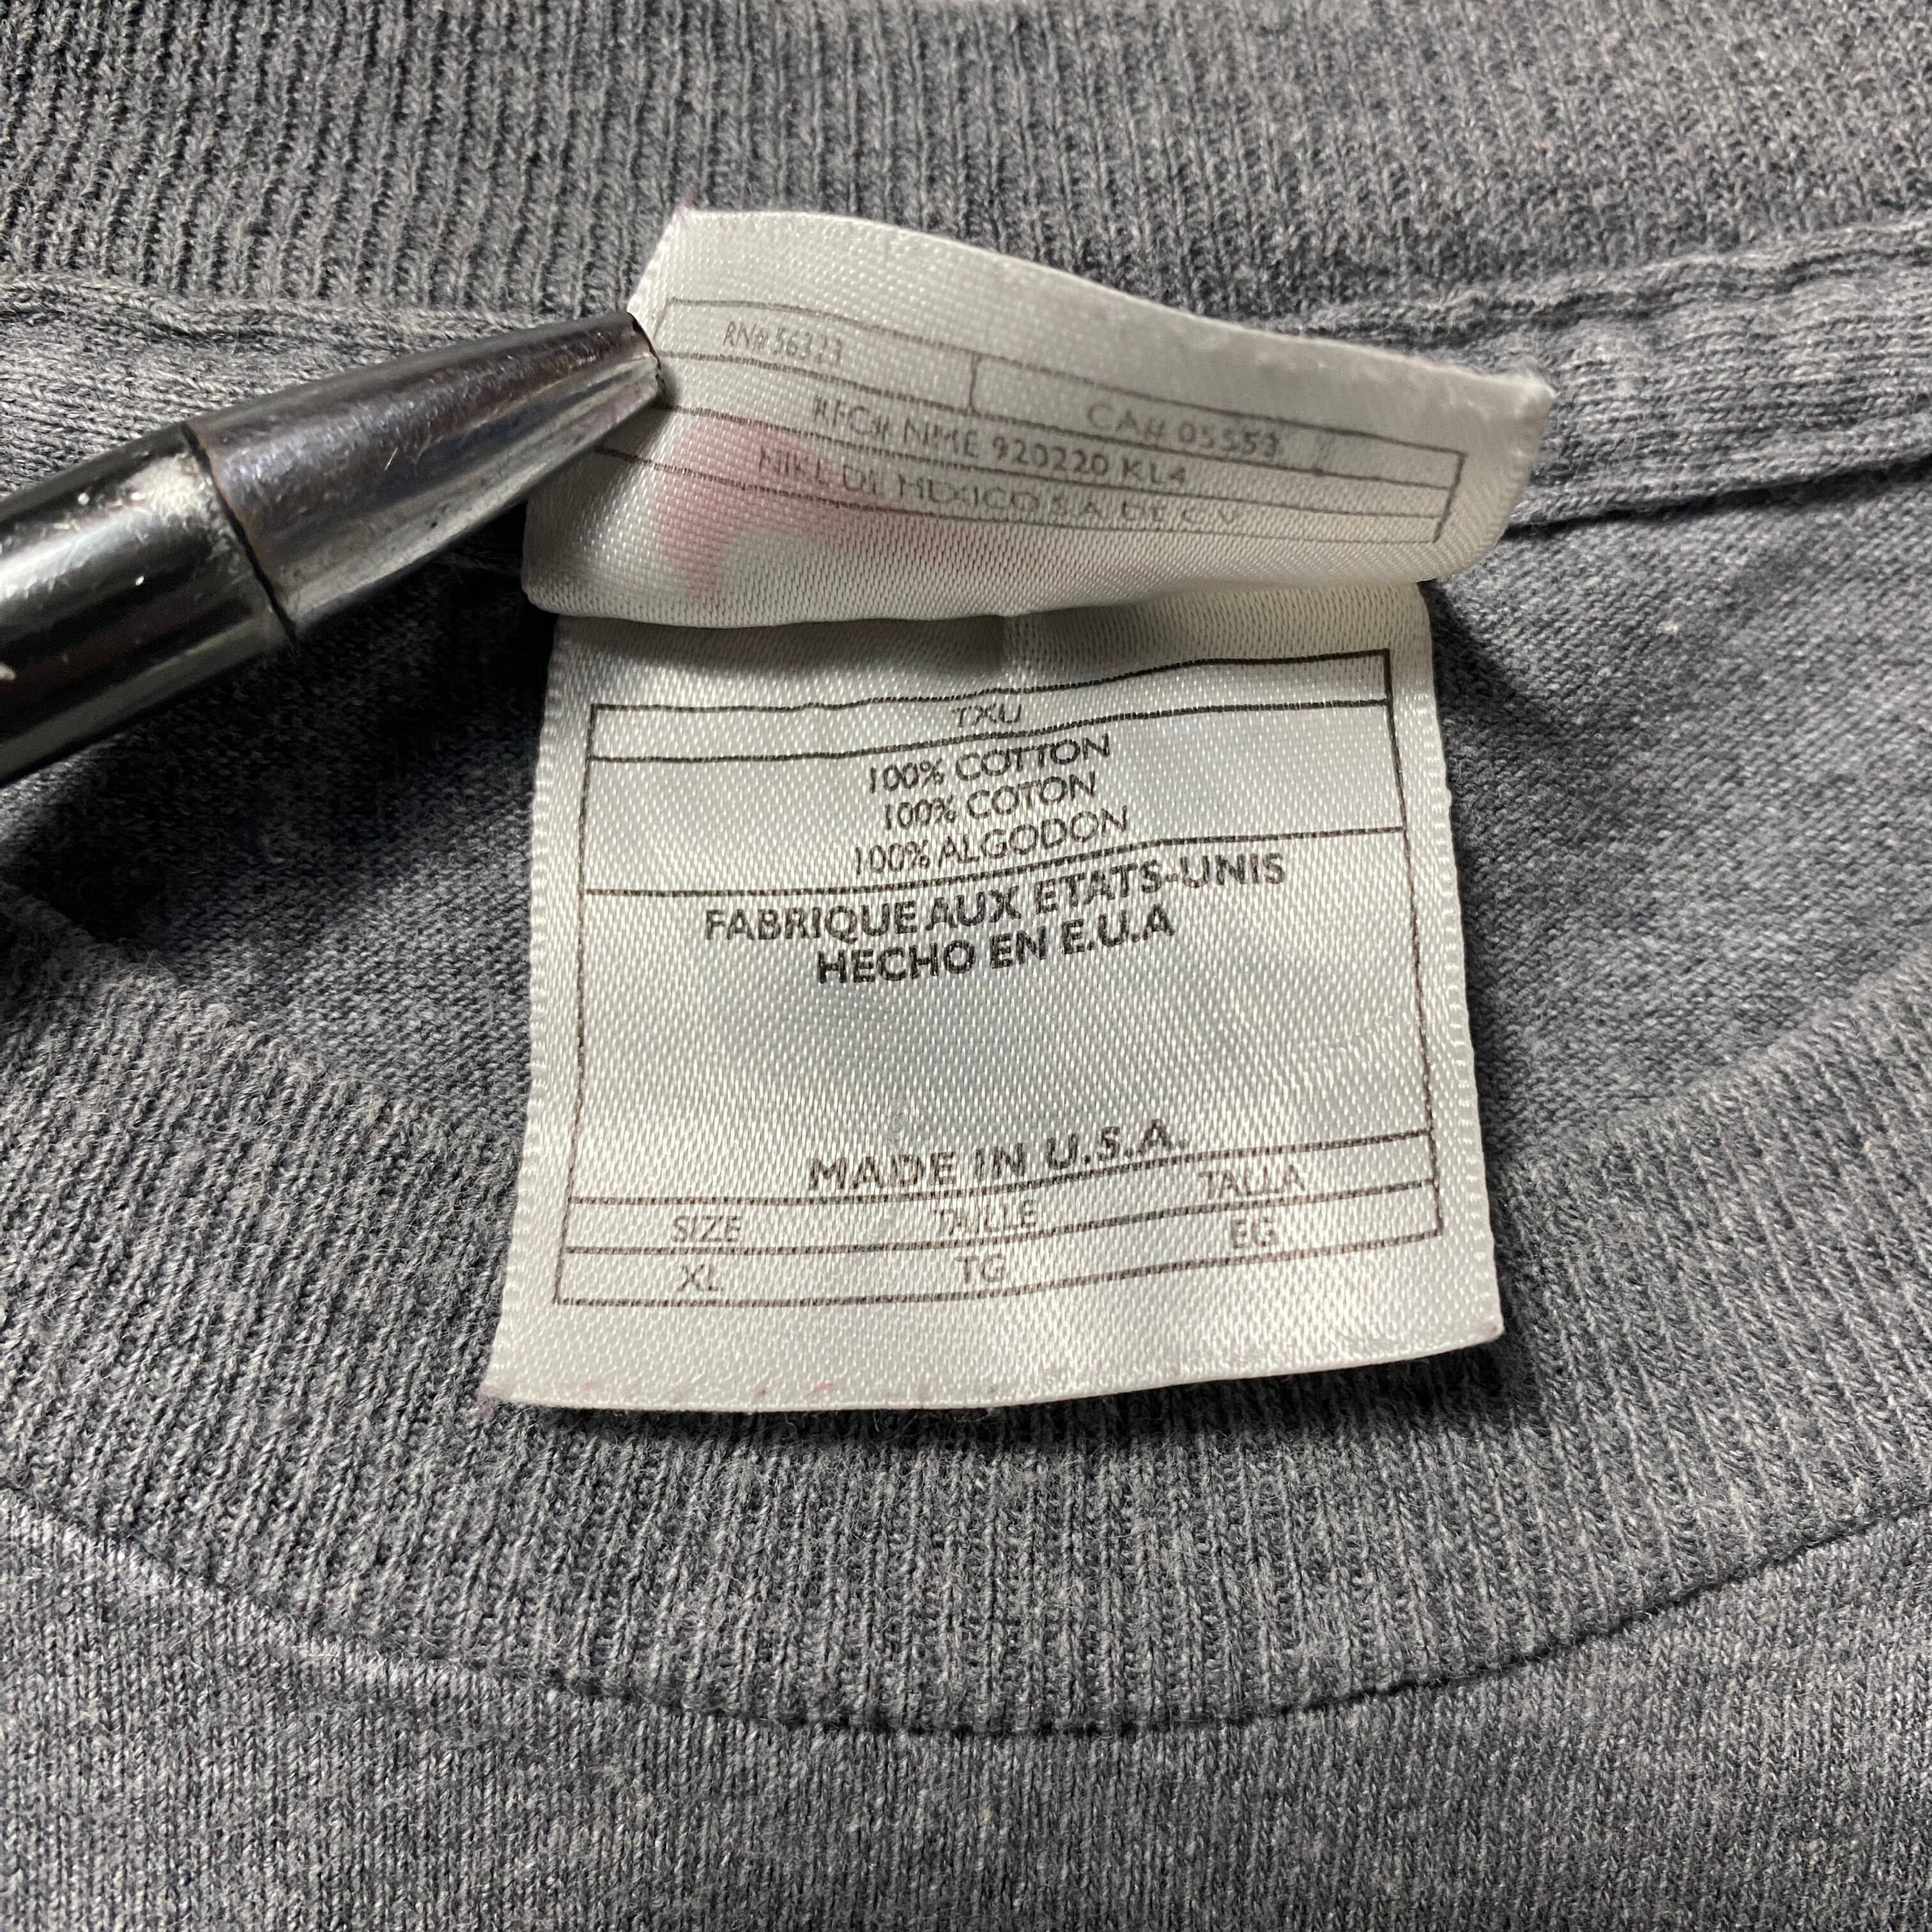 RN# 56323
CA# 05553
RFC# NME 920220 KL4
NIKE DE MEXICO S.A. DE C.V.
TXU
100% COTTON
100% COTON
100% ALGODON
FABRIQUE AUX ETATS-UNIS
HECHO EN E.U.A
MADE IN U.S.A.
SIZE TAILLE TALLA
XL TG EG